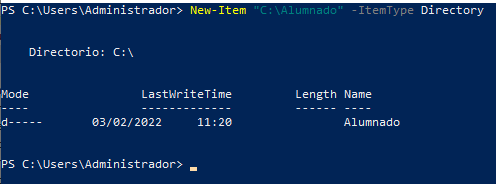 PS C:\Users\Administrador> New-Item "C:\Alumnado" -ItemType Directory
Directorio: C:\
Mode LastWriteTime Length Name
---- ------------- ------ ----
d----- 03/02/2022 11:20 Alumnado
PS C:\Users\Administrador> _